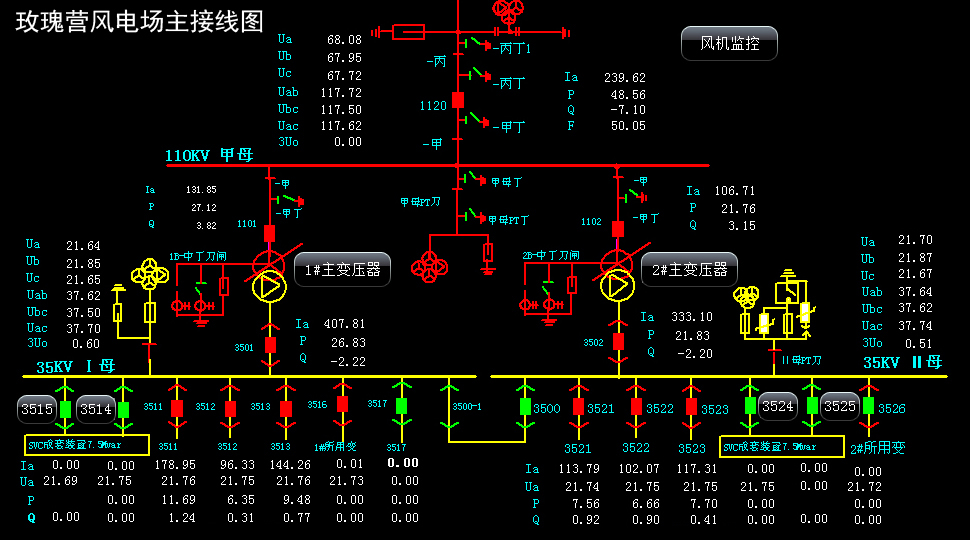 玫瑰营风电场主接线图
风机监控
Ua 68.08
Ub 67.95
Uc 67.72
Uab 117.72
Ubc 117.50
Uac 117.62
3Uo 0.00
-丙丁1
-丙
-丙丁
1120
-甲丁
-甲
Ia 239.62
P 48.56
Q -7.10
F 50.05
110KV 甲母
Ia 131.85
P 27.12
Q 3.82
-甲
-甲丁
1101
甲母丁
甲母PT刀
甲母PT丁
-甲
-甲丁
1102
Ia 106.71
P 21.76
Q 3.15
Ua 21.64
Ub 21.85
Uc 21.65
Uab 37.62
Ubc 37.50
Uac 37.70
3Uo 0.60
1B-中丁刀闸
1#主变压器
2B-中丁刀闸
2#主变压器
Ua 21.70
Ub 21.87
Uc 21.67
Uab 37.64
Ubc 37.62
Uac 37.74
3Uo 0.51
Ia 407.81
P 26.83
Q -2.22
3501
Ia 333.10
P 21.83
Q -2.20
3502
II母PT刀
35KV I母
35KV II母
3515 3514 3511 3512 3513 3516 3517 3500-1 3500 3521 3522 3523 3524 3525 3526
SVC成套装置7.5Mvar 3511 3512 3513 1#所用变 3517
3521 3522 3523 SVC成套装置7.5Mvar 2#所用变
Ia 0.00 0.00 178.95 96.33 144.26 0.01 0.00
Ua 21.69 21.75 21.76 21.75 21.76 21.73 0.00
P 0.00 11.69 6.35 9.48 0.00 0.00
Q 0.00 0.00 1.24 0.31 0.77 0.00 0.00
Ia 113.79 102.07 117.31 0.00 0.00 0.00
Ua 21.74 21.75 21.75 21.75 0.00 21.72
P 7.56 6.66 7.70 0.00 0.00
Q 0.92 0.90 0.41 0.00 0.00 0.00